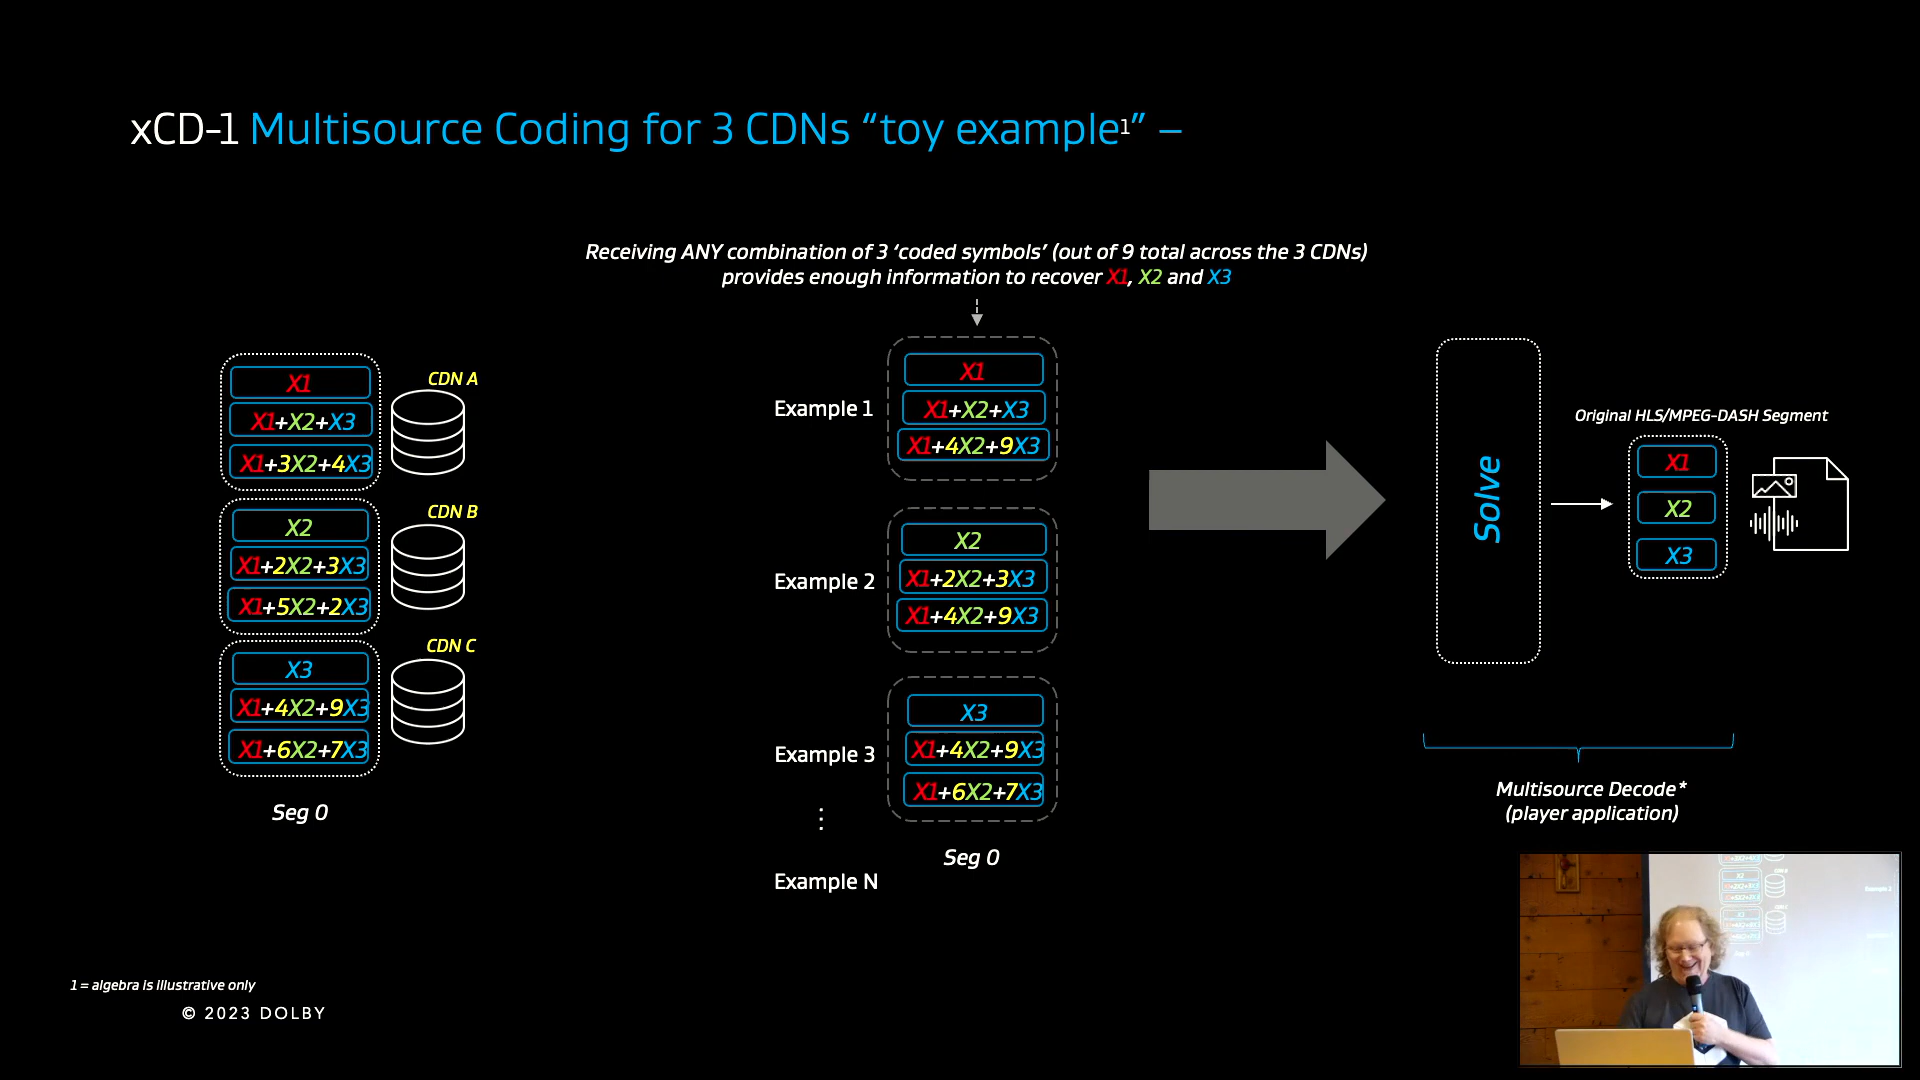 xCD-1 Multisource Coding for 3 CDNs “toy example¹” –
Receiving ANY combination of 3 ‘coded symbols’ (out of 9 total across the 3 CDNs)
provides enough information to recover X1, X2 and X3
X1
X1+X2+X3
X1+3X2+4X3
CDN A
X2
X1+2X2+3X3
X1+5X2+2X3
CDN B
X3
X1+4X2+9X3
X1+6X2+7X3
CDN C
Seg 0
Example 1
X1
X1+X2+X3
X1+4X2+9X3
Example 2
X2
X1+2X2+3X3
X1+4X2+9X3
Example 3
X3
X1+4X2+9X3
X1+6X2+7X3
⋮
Seg 0
Example N
Solve
Original HLS/MPEG-DASH Segment
X1
X2
X3
Multisource Decode*
(player application)
1 = algebra is illustrative only
© 2023 DOLBY